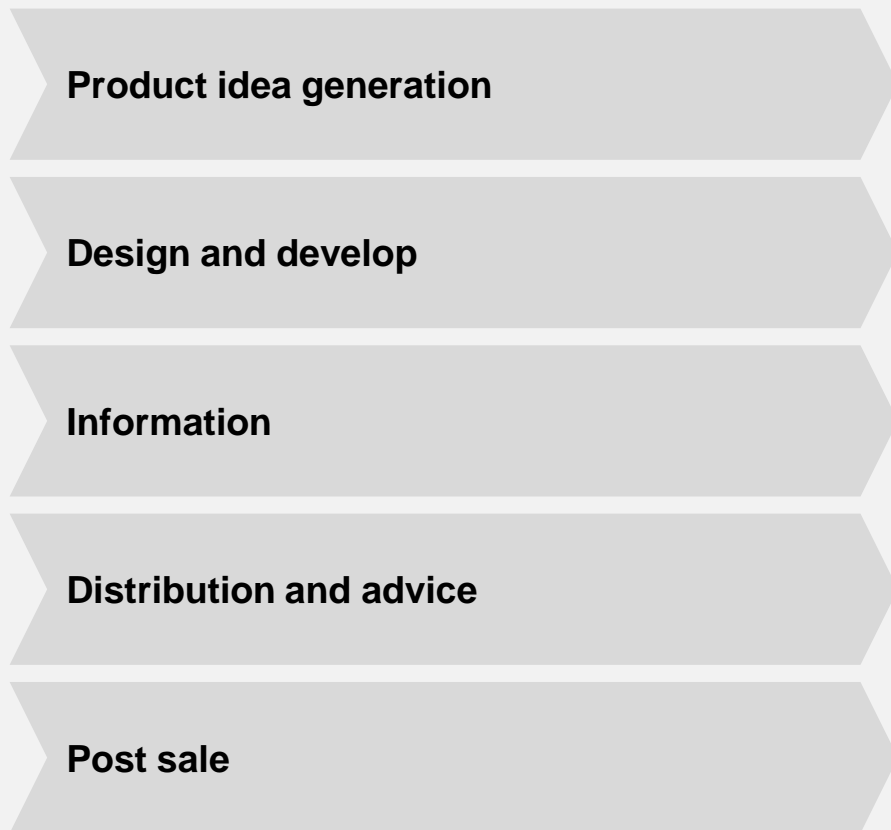 Product idea generation
Design and develop
Information
Distribution and advice
Post sale